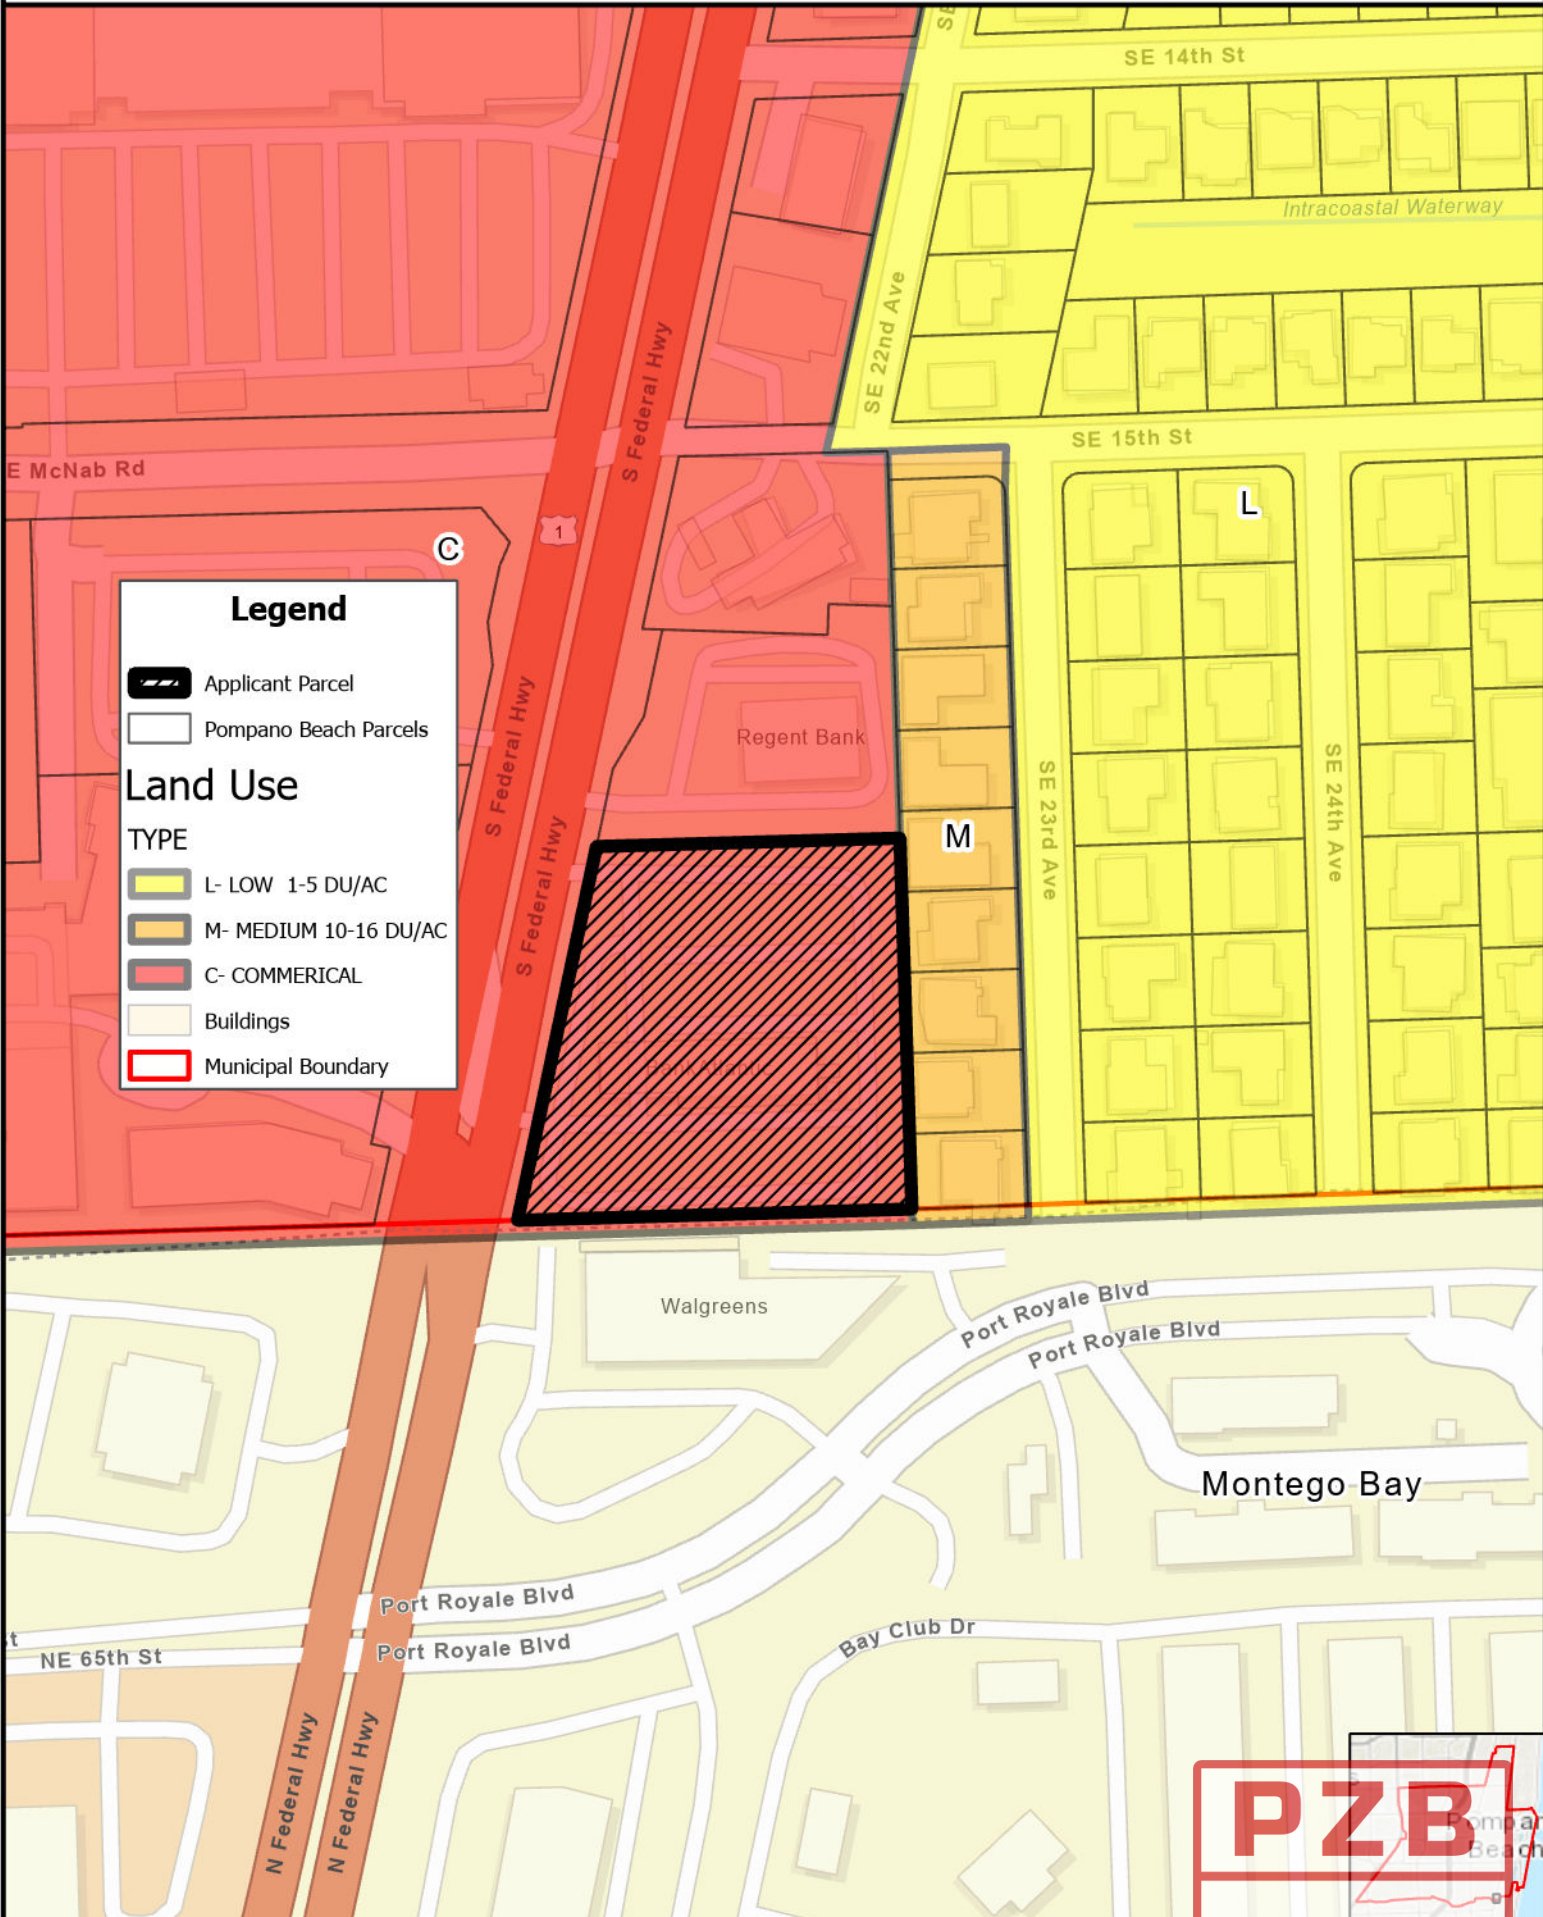 SE
SE 14th St
Intracoastal Waterway
SE 22nd Ave
S Federal Hwy
SE 15th St
E McNab Rd
L
1
C
Legend
Applicant Parcel
Pompano Beach Parcels
Land Use
TYPE
L- LOW 1-5 DU/AC
M- MEDIUM 10-16 DU/AC
C- COMMERICAL
Buildings
Municipal Boundary
S Federal Hwy
Regent Bank
SE 23rd Ave
SE 24th Ave
M
S Federal Hwy
BankAtlantic
Walgreens
Port Royale Blvd
Port Royale Blvd
Montego Bay
Port Royale Blvd
Port Royale Blvd
Bay Club Dr
NE 65th St
N Federal Hwy
N Federal Hwy
PZB
Pompan
Beach